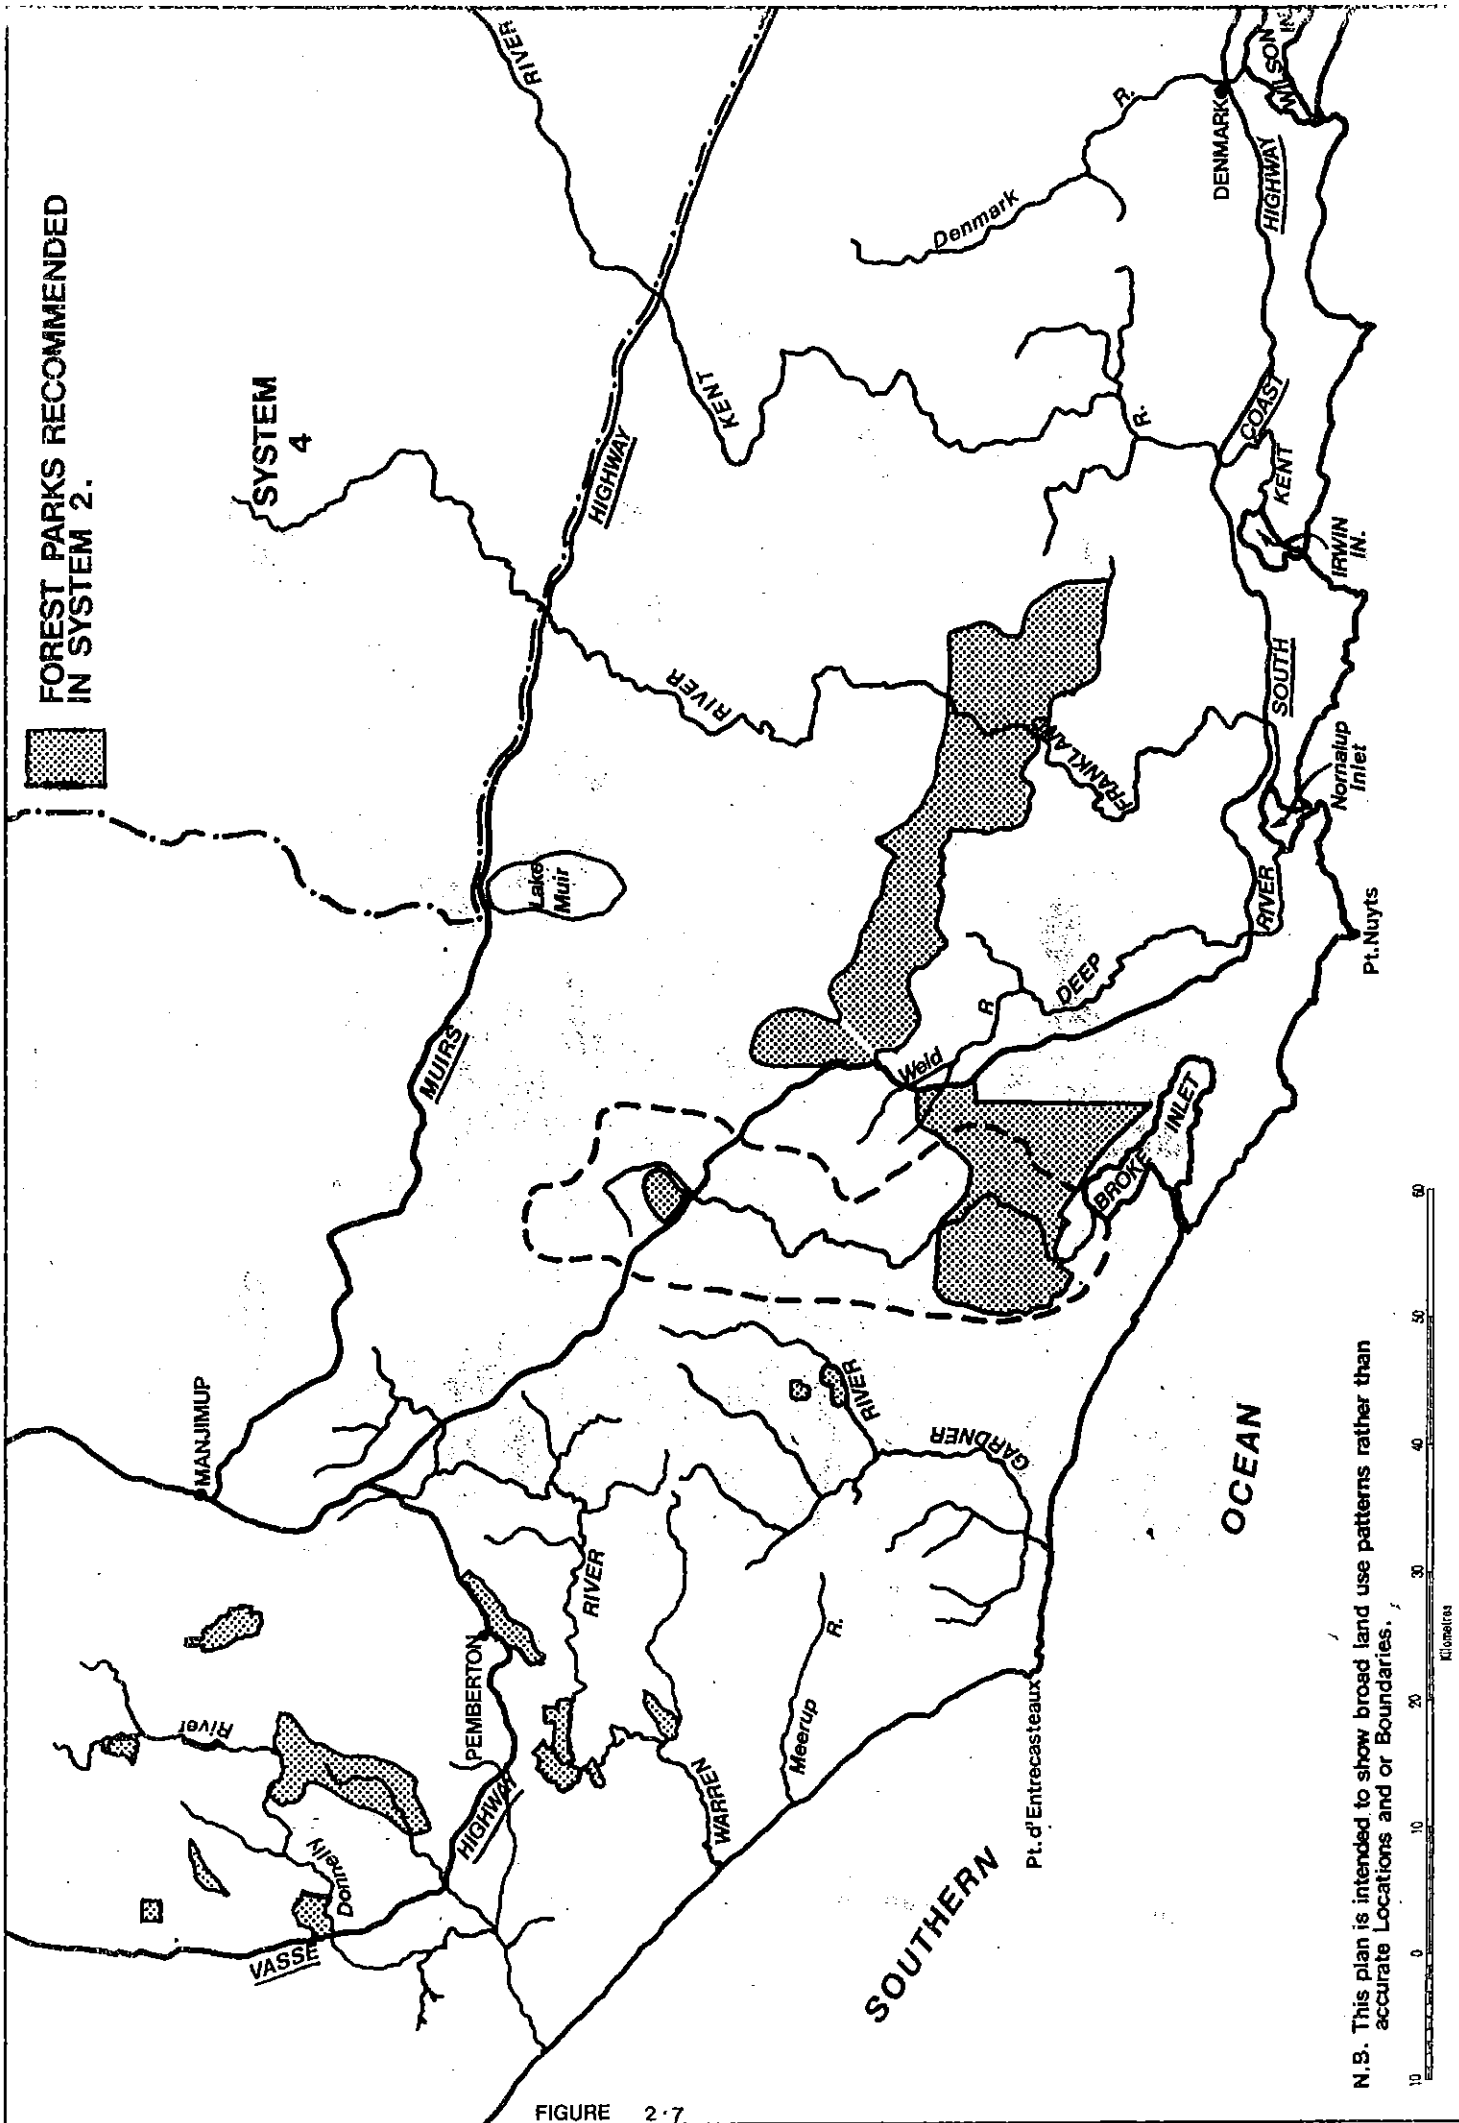 FOREST PARKS RECOMMENDED
IN SYSTEM 2.
SYSTEM
4
RIVER
MANJIMUP
MUIRS
HIGHWAY
Lake
Muir
RIVER
KENT
Denmark
R.
DENMARK
WILSON
IN.
HIGHWAY
COAST
R.
KENT
IRWIN
IN.
SOUTH
FRANKLAND
Nornalup
Inlet
RIVER
DEEP
R
Weld
Pt.Nuyts
BROKE
INLET
RIVER
GARDNER
River
Donnelly
VASSE
HIGHWAY
PEMBERTON
RIVER
WARREN
Meerup
R.
Pt. d'Entrecasteaux
SOUTHERN
OCEAN
N.B. This plan is intended to show broad land use patterns rather than
accurate Locations and or Boundaries.
10 0 10 20 30 40 50 60
Kilometres
FIGURE 2·7